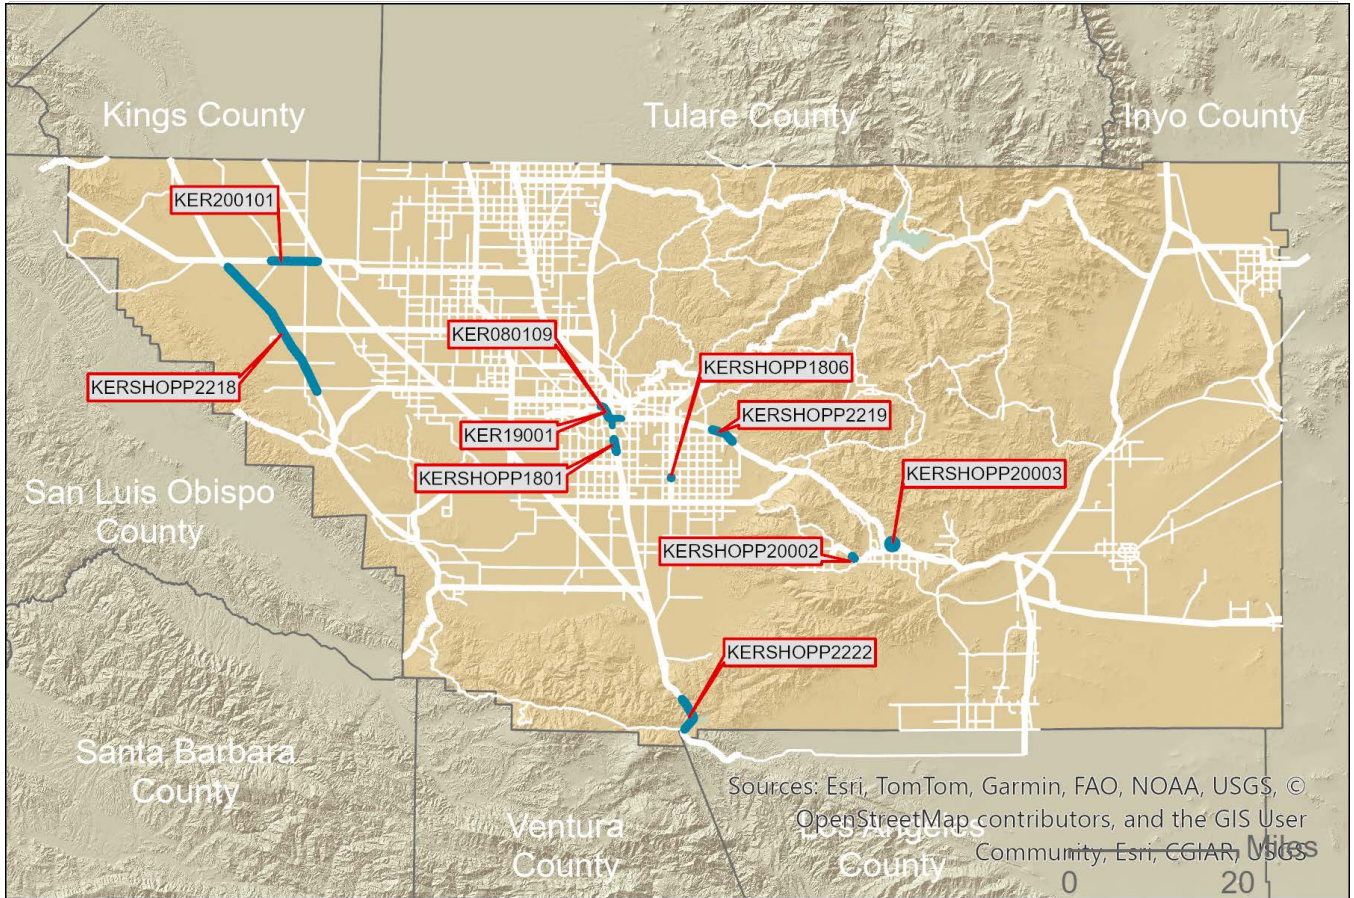 Kings County
Tulare County
Inyo County
KER200101
KER080109
KERSHOPP1806
KERSHOPP2218
KERSHOPP2219
KER19001
KERSHOPP1801
KERSHOPP20003
San Luis Obispo
County
KERSHOPP20002
KERSHOPP2222
Santa Barbara
County
Ventura
County
Los Angeles
County
Sources: Esri, TomTom, Garmin, FAO, NOAA, USGS, ©
OpenStreetMap contributors, and the GIS User
Community, Esri, CGIAR, USGS
Miles
0 20